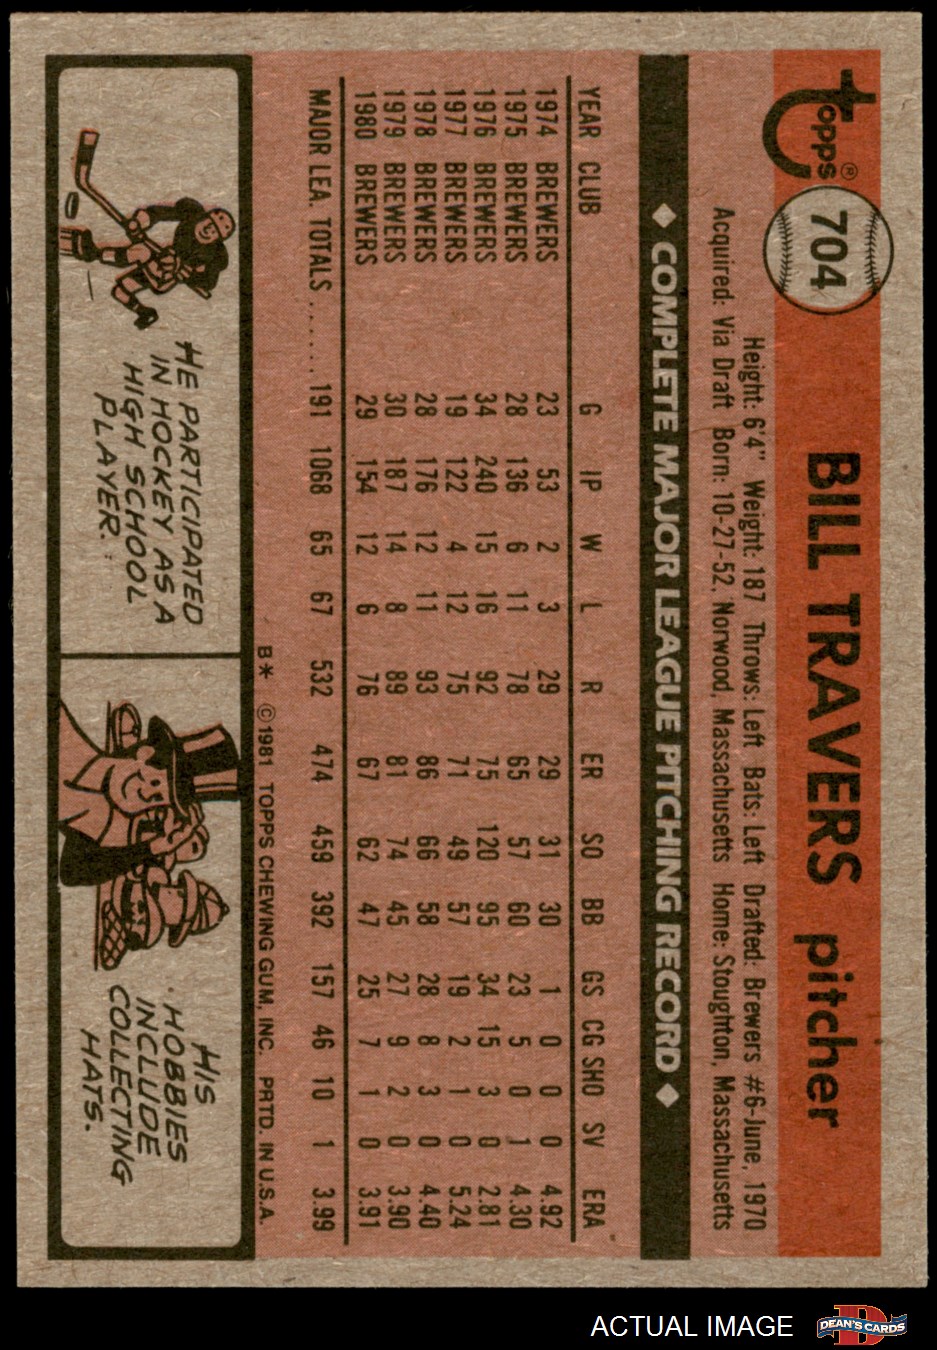 topps®
704
BILL TRAVERS pitcher
Height: 6'4" Weight: 187 Throws: Left Bats: Left Drafted: Brewers #6-June, 1970
Acquired: Via Draft Born: 10-27-52, Norwood, Massachusetts Home: Stoughton, Massachusetts
◆ COMPLETE MAJOR LEAGUE PITCHING RECORD ◆
YEAR CLUB G IP W L R ER SO BB GS CG SHO SV ERA
1974 BREWERS 23 53 2 3 29 29 31 30 1 0 0 0 4.92
1975 BREWERS 28 136 6 11 78 65 57 60 23 5 0 1 4.30
1976 BREWERS 34 240 15 16 92 75 120 95 34 15 3 0 2.81
1977 BREWERS 19 122 4 12 75 71 49 57 19 2 1 0 5.24
1978 BREWERS 28 176 12 11 93 86 66 58 28 8 3 0 4.40
1979 BREWERS 30 187 14 8 89 81 74 45 27 9 2 0 3.90
1980 BREWERS 29 154 12 6 76 67 62 47 25 7 1 0 3.91
MAJOR LEA. TOTALS ...... 191 1068 65 67 532 474 459 392 157 46 10 1 3.99
B* ©1981 TOPPS CHEWING GUM, INC. PRTD. IN U.S.A.
HE PARTICIPATED
IN HOCKEY AS A
HIGH SCHOOL
PLAYER.
HIS
HOBBIES
INCLUDE
COLLECTING
HATS.
ACTUAL IMAGE
D
DEAN'S CARDS